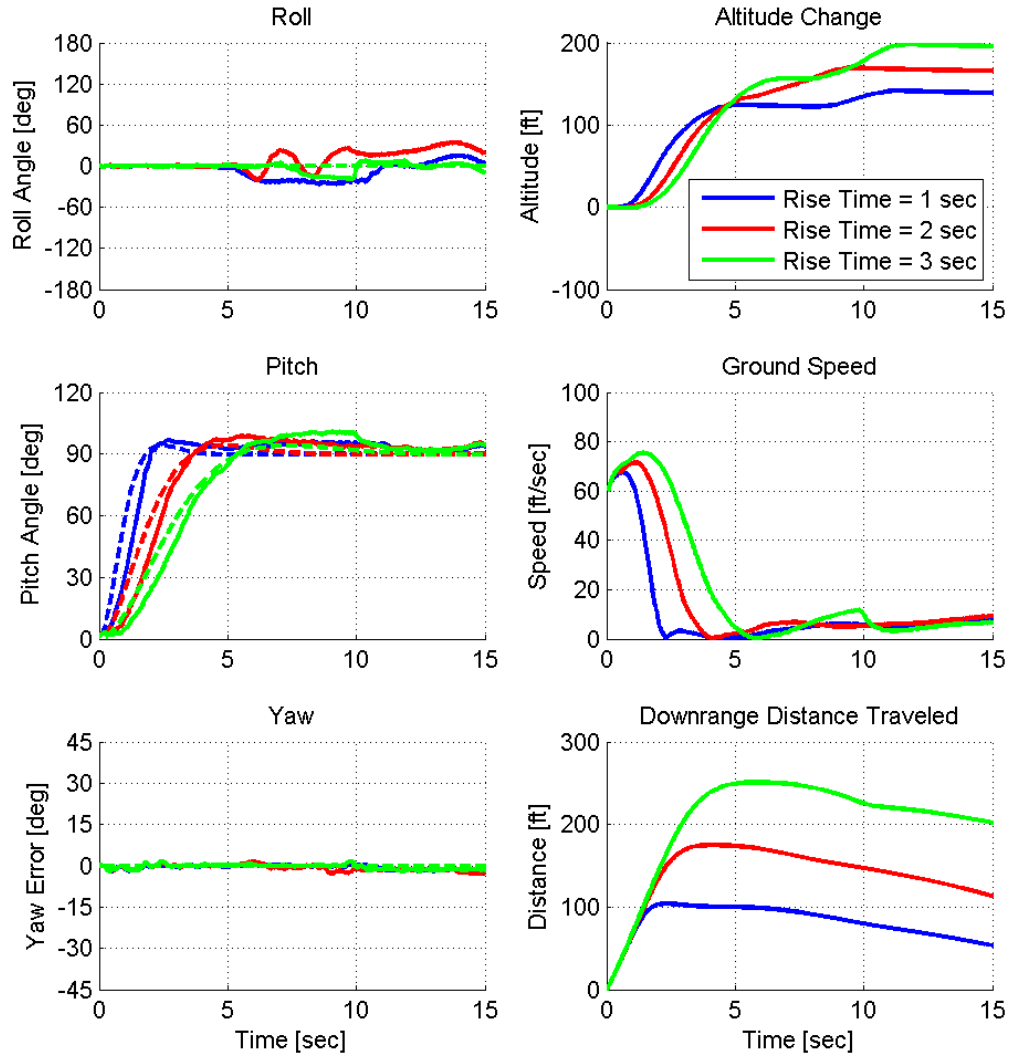 Roll
Roll Angle [deg]
180
120
60
0
-60
-120
-180
0 5 10 15
Altitude Change
Altitude [ft]
200
100
0
-100
0 5 10 15
Rise Time = 1 sec
Rise Time = 2 sec
Rise Time = 3 sec
Pitch
Pitch Angle [deg]
120
90
60
30
0
0 5 10 15
Ground Speed
Speed [ft/sec]
100
80
60
40
20
0
0 5 10 15
Yaw
Yaw Error [deg]
45
30
15
0
-15
-30
-45
0 5 10 15
Time [sec]
Downrange Distance Traveled
Distance [ft]
300
200
100
0
0 5 10 15
Time [sec]